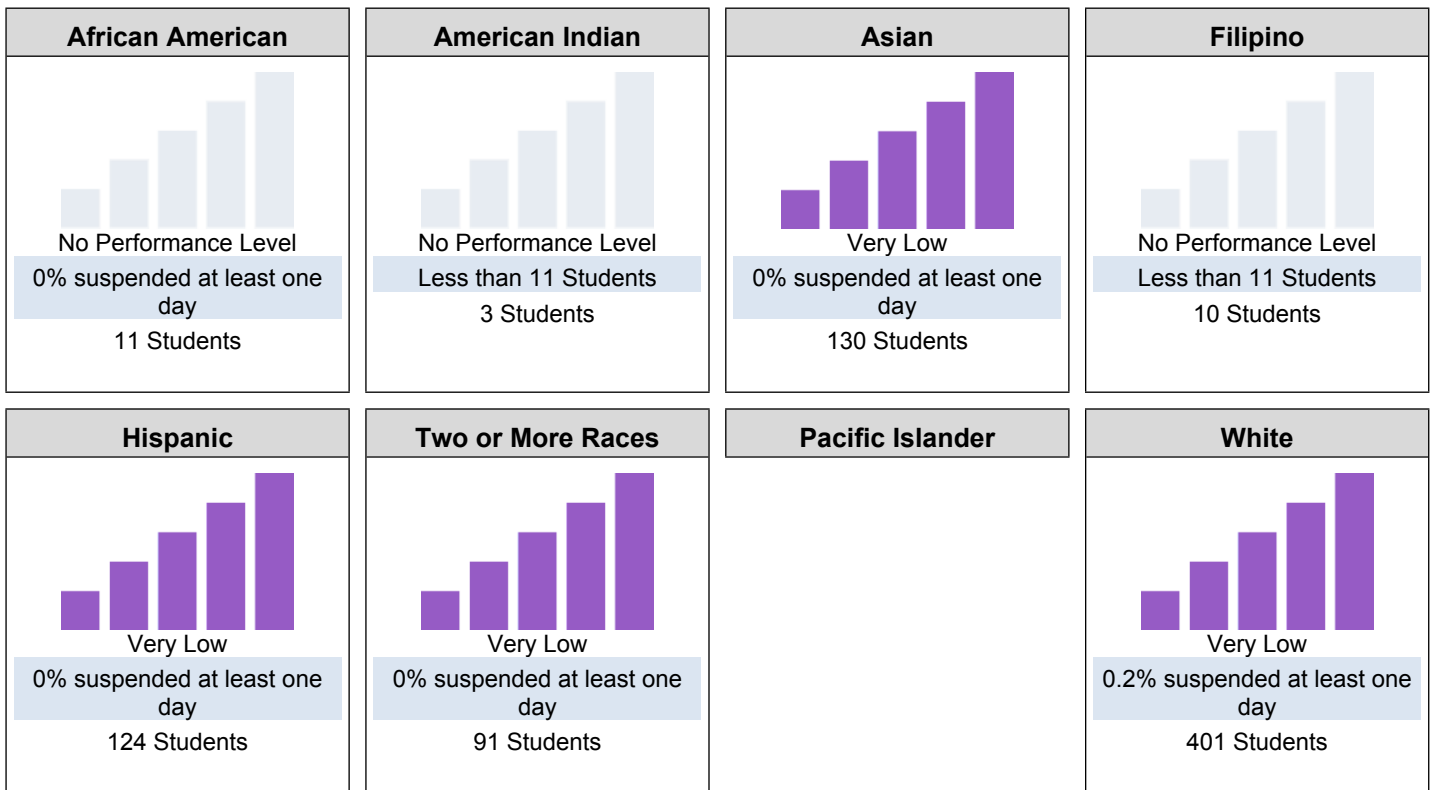 African American
No Performance Level
0% suspended at least one
day
11 Students
American Indian
No Performance Level
Less than 11 Students
3 Students
Asian
Very Low
0% suspended at least one
day
130 Students
Filipino
No Performance Level
Less than 11 Students
10 Students
Hispanic
Very Low
0% suspended at least one
day
124 Students
Two or More Races
Very Low
0% suspended at least one
day
91 Students
Pacific Islander
White
Very Low
0.2% suspended at least one
day
401 Students